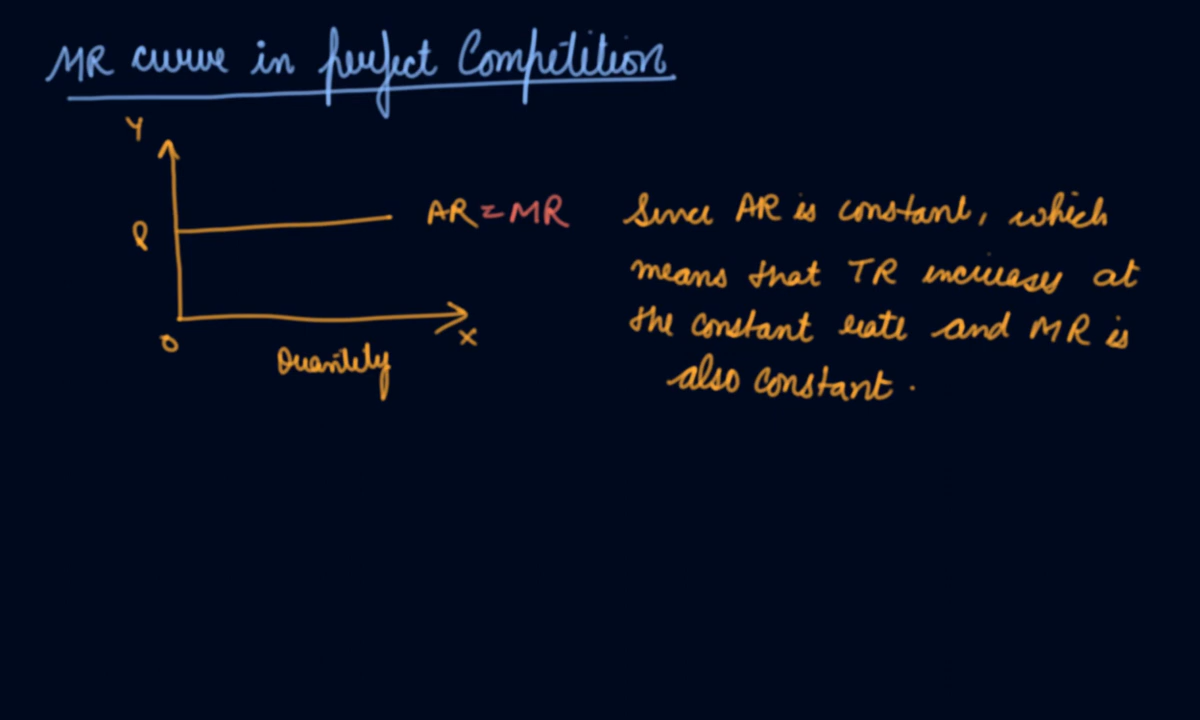 MR curve in perfect Competition
Y
P
AR = MR
O
X
Quantity
Since AR is constant, which
means that TR increases at
the constant rate and MR is
also constant.